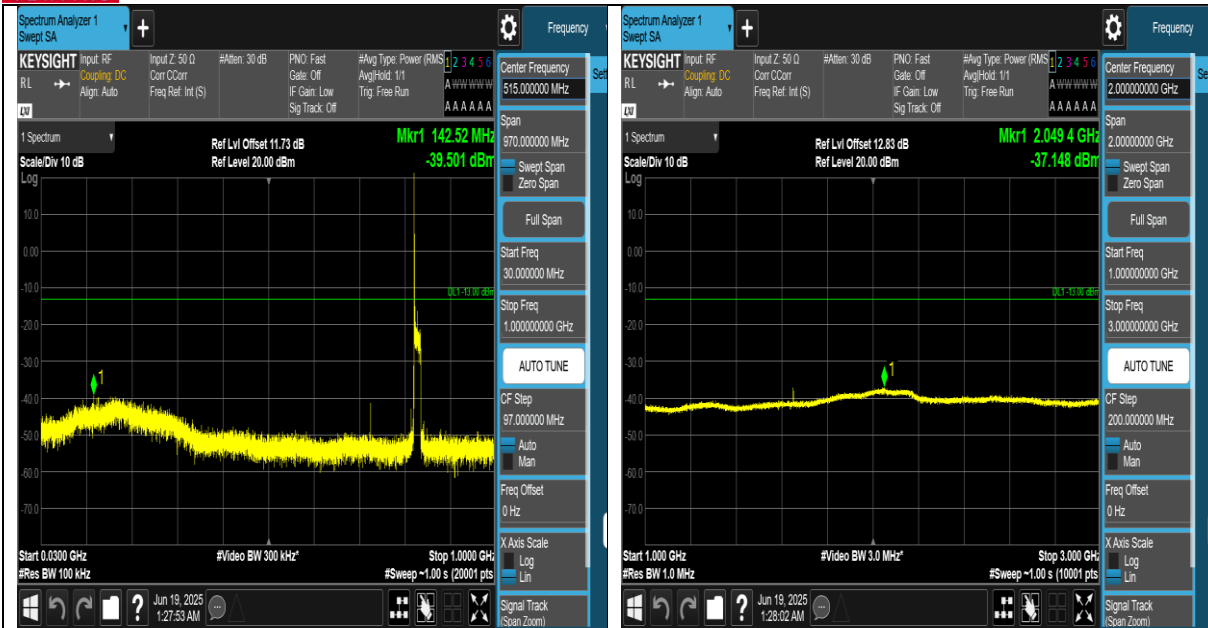 Spectrum Analyzer 1
Swept SA
+
Frequency
KEYSIGHT
RL
LXI
Input: RF
Coupling: DC
Align: Auto
Input Z: 50 Ω
Corr CCorr
Freq Ref: Int (S)
#Atten: 30 dB
PNO: Fast
Gate: Off
IF Gain: Low
Sig Track: Off
#Avg Type: Power (RMS
Avg|Hold: 1/1
Trig: Free Run
1 2 3 4 5 6
A W W W W W
A A A A A A
1 Spectrum
Scale/Div 10 dB
Log
Ref Lvl Offset 11.73 dB
Ref Level 20.00 dBm
Mkr1 142.52 MHz
-39.501 dBm
10.0
0.00
-10.0
-20.0
-30.0
-40.0
-50.0
-60.0
-70.0
DL1 -13.00 dBm
1
Start 0.0300 GHz
#Res BW 100 kHz
#Video BW 300 kHz*
Stop 1.0000 GHz
#Sweep ~1.00 s (20001 pts
Jun 19, 2025
1:27:53 AM
?
Center Frequency
515.000000 MHz
Span
970.000000 MHz
Swept Span
Zero Span
Full Span
Start Freq
30.000000 MHz
Stop Freq
1.000000000 GHz
AUTO TUNE
CF Step
97.000000 MHz
Auto
Man
Freq Offset
0 Hz
X Axis Scale
Log
Lin
Signal Track
(Span Zoom)
Set
Spectrum Analyzer 1
Swept SA
+
Frequency
KEYSIGHT
RL
LXI
Input: RF
Coupling: DC
Align: Auto
Input Z: 50 Ω
Corr CCorr
Freq Ref: Int (S)
#Atten: 30 dB
PNO: Fast
Gate: Off
IF Gain: Low
Sig Track: Off
#Avg Type: Power (RMS
Avg|Hold: 1/1
Trig: Free Run
1 2 3 4 5 6
A W W W W W
A A A A A A
1 Spectrum
Scale/Div 10 dB
Log
Ref Lvl Offset 12.83 dB
Ref Level 20.00 dBm
Mkr1 2.049 4 GHz
-37.148 dBm
10.0
0.00
-10.0
-20.0
-30.0
-40.0
-50.0
-60.0
-70.0
DL1 -13.00 dBm
1
Start 1.000 GHz
#Res BW 1.0 MHz
#Video BW 3.0 MHz*
Stop 3.000 GHz
#Sweep ~1.00 s (10001 pts
Jun 19, 2025
1:28:02 AM
?
Center Frequency
2.000000000 GHz
Span
2.00000000 GHz
Swept Span
Zero Span
Full Span
Start Freq
1.000000000 GHz
Stop Freq
3.000000000 GHz
AUTO TUNE
CF Step
200.000000 MHz
Auto
Man
Freq Offset
0 Hz
X Axis Scale
Log
Lin
Signal Track
(Span Zoom)
Se